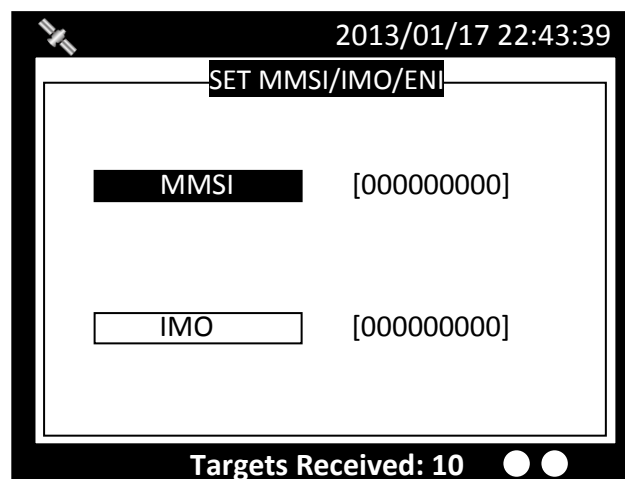 2013/01/17 22:43:39
SET MMSI/IMO/ENI
MMSI [000000000]
IMO [000000000]
Targets Received: 10